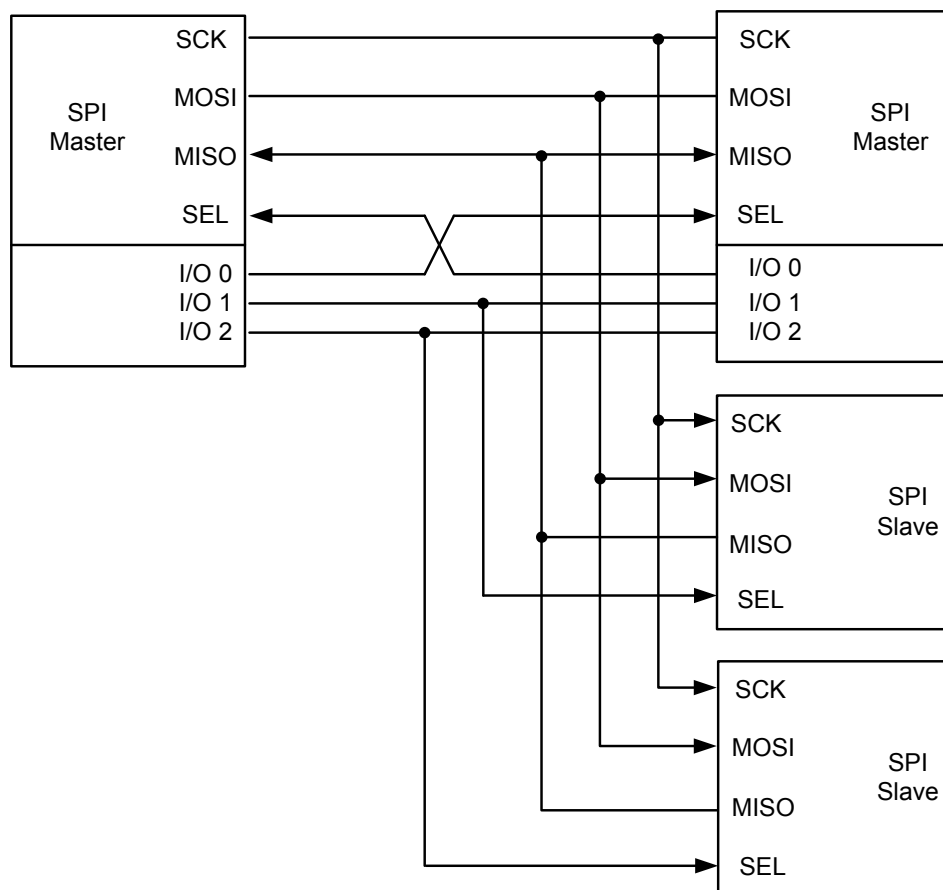 SCK
MOSI
SPI
Master
MISO
SEL
I/O 0
I/O 1
I/O 2
SCK
MOSI
SPI
Master
MISO
SEL
I/O 0
I/O 1
I/O 2
SCK
MOSI
SPI
Slave
MISO
SEL
SCK
MOSI
SPI
Slave
MISO
SEL